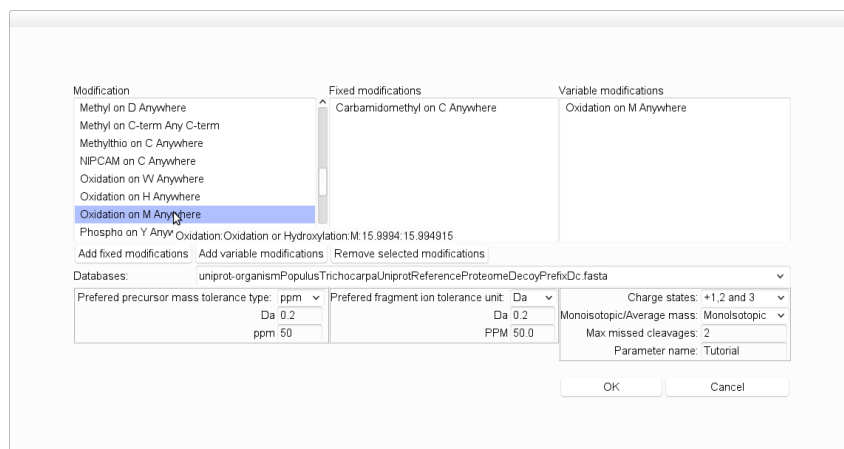 Modification Fixed modifications Variable modifications
Methyl on D Anywhere Carbamidomethyl on C Anywhere Oxidation on M Anywhere
Methyl on C-term Any C-term
Methylthio on C Anywhere
NIPCAM on C Anywhere
Oxidation on W Anywhere
Oxidation on H Anywhere
Oxidation on M Anywhere
Phospho on Y Anyw Oxidation:Oxidation or Hydroxylation:M:15.9994:15.994915
Add fixed modifications Add variable modifications Remove selected modifications
Databases: uniprot-organismPopulusTrichocarpaUniprotReferenceProteomeDecoyPrefixDc.fasta
Prefered precursor mass tolerance type: ppm Prefered fragment ion tolerance unit: Da Charge states: +1,2 and 3
Da 0.2 Da 0.2 Monoisotopic/Average mass: MonoIsotopic
ppm 50 PPM 50.0 Max missed cleavages: 2
Parameter name: Tutorial
OK Cancel